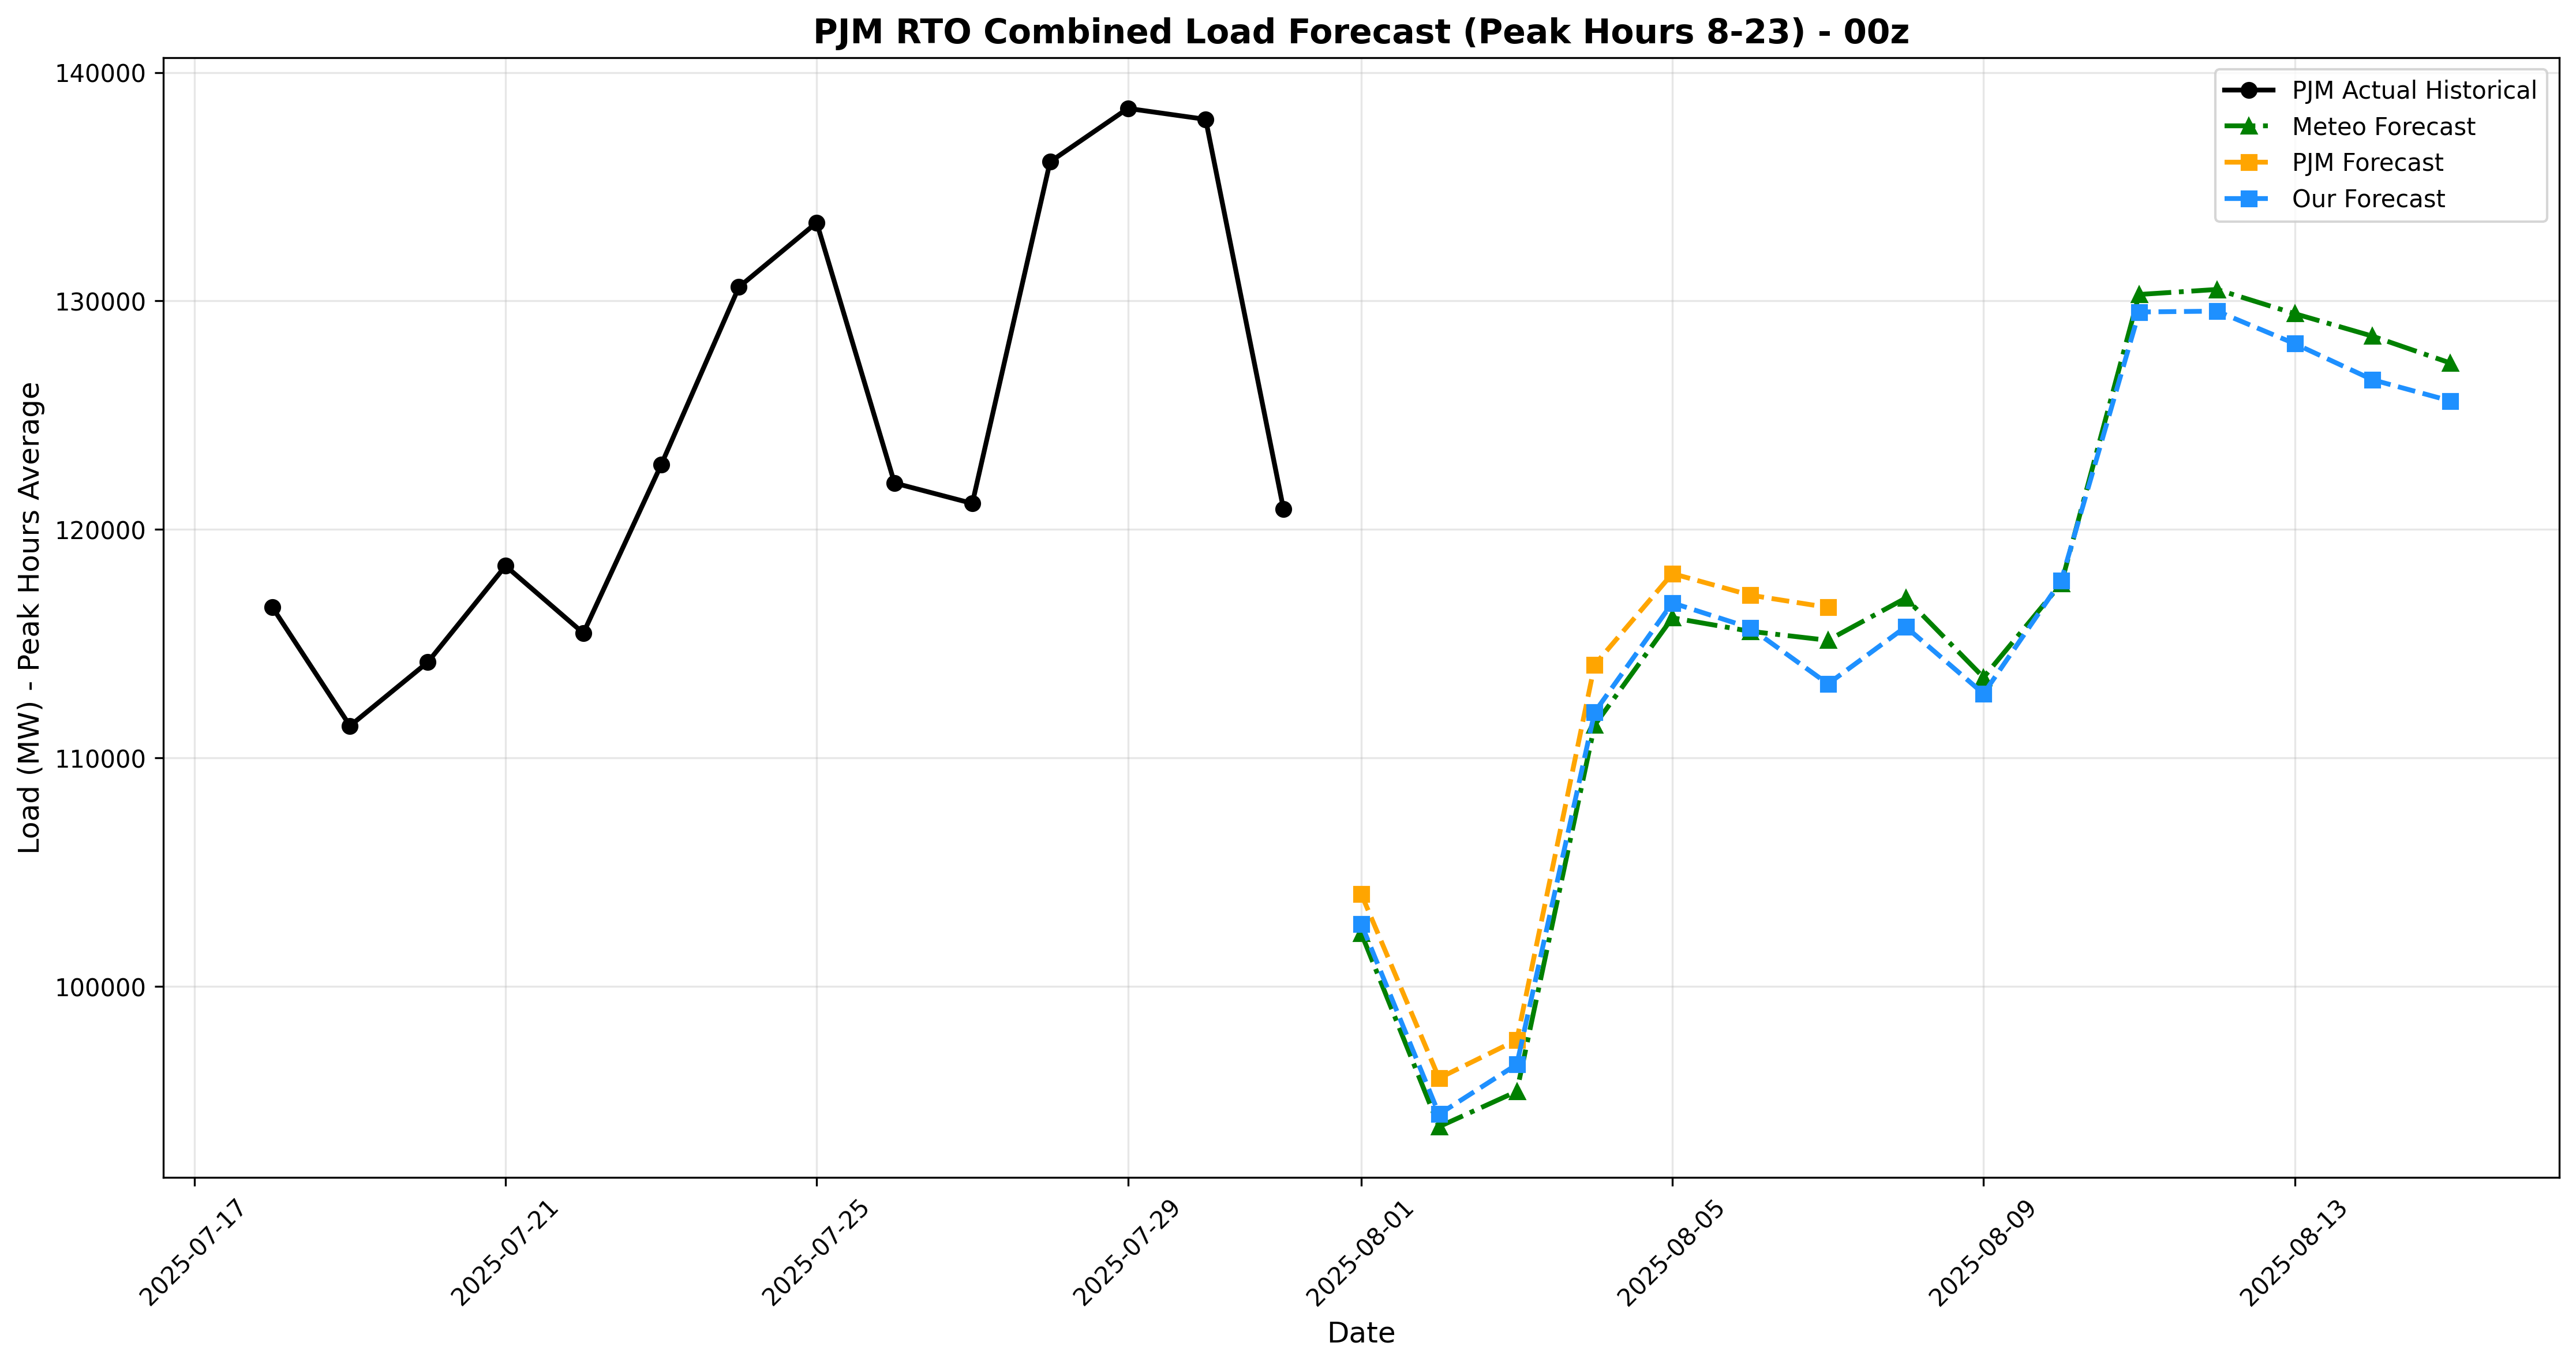 PJM RTO Combined Load Forecast (Peak Hours 8-23) - 00z
PJM Actual Historical
Meteo Forecast
PJM Forecast
Our Forecast
Load (MW) - Peak Hours Average
140000
130000
120000
110000
100000
2025-07-17
2025-07-21
2025-07-25
2025-07-29
2025-08-01
2025-08-05
2025-08-09
2025-08-13
Date